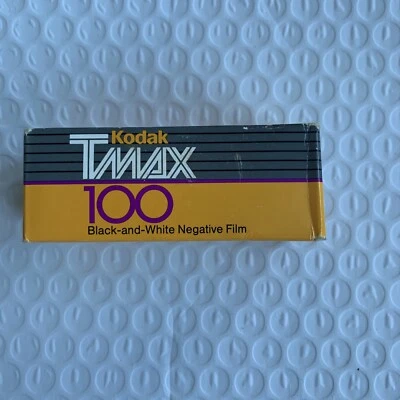 Kodak
TMAX
100
Black-and-White Negative Film